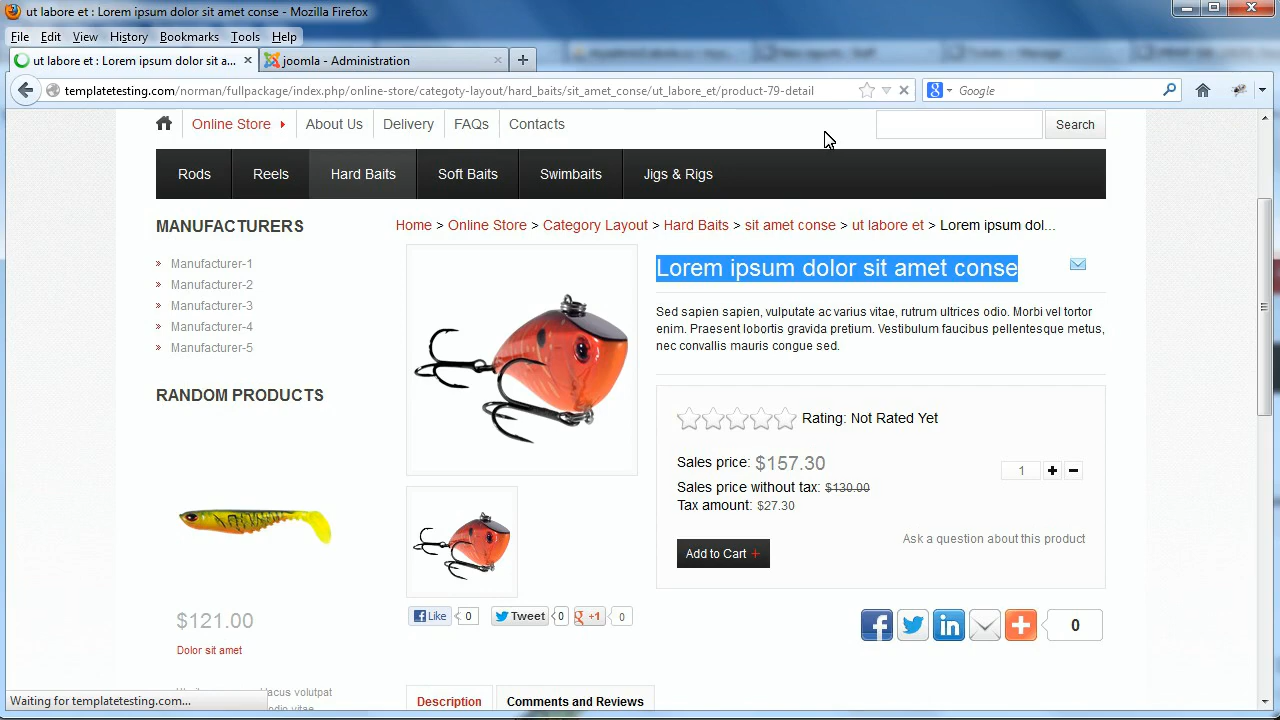 ut labore et : Lorem ipsum dolor sit amet conse - Mozilla Firefox
File Edit View History Bookmarks Tools Help
ut labore et : Lorem ipsum dolor sit a...
joomla - Administration
templatetesting.com/norman/fullpackage/index.php/online-store/categoty-layout/hard_baits/sit_amet_conse/ut_labore_et/product-79-detail
Google
Online Store About Us Delivery FAQs Contacts
Search
Rods Reels Hard Baits Soft Baits Swimbaits Jigs & Rigs
MANUFACTURERS
Manufacturer-1
Manufacturer-2
Manufacturer-3
Manufacturer-4
Manufacturer-5
RANDOM PRODUCTS
$121.00
Dolor sit amet
lacus volutpat
Home > Online Store > Category Layout > Hard Baits > sit amet conse > ut labore et > Lorem ipsum dol...
Lorem ipsum dolor sit amet conse
Sed sapien sapien, vulputate ac varius vitae, rutrum ultrices odio. Morbi vel tortor
enim. Praesent lobortis gravida pretium. Vestibulum faucibus pellentesque metus,
nec convallis mauris congue sed.
Rating: Not Rated Yet
Sales price: $157.30
1
Sales price without tax: $130.00
Tax amount: $27.30
Ask a question about this product
Add to Cart +
Like 0 Tweet 0 +1 0
0
Description Comments and Reviews
Waiting for templatetesting.com...